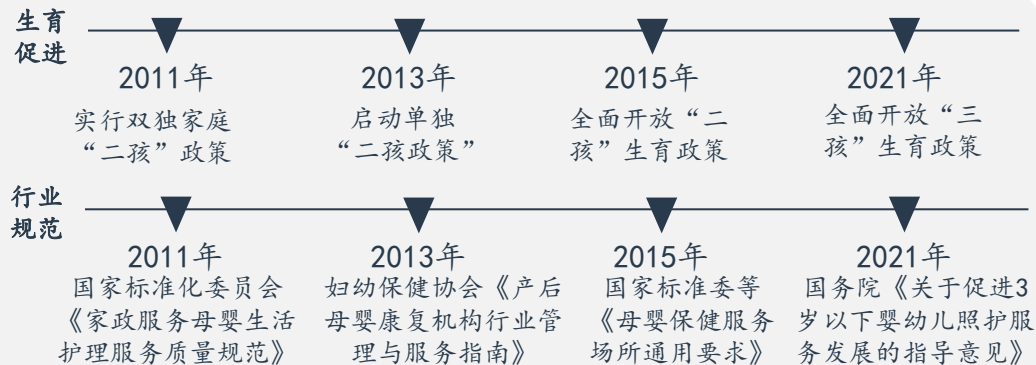 生育
促进
2011年
2013年
2015年
2021年
实行双独家庭
“二孩”政策
启动单独
“二孩政策”
全面开放“二
孩”生育政策
全面开放“三
孩”生育政策
行业
规范
2011年
2013年
2015年
2021年
国家标准化委员会
《家政服务母婴生活
护理服务质量规范》
妇幼保健协会《产后
母婴康复机构行业管
理与服务指南》
国家标准委等
《母婴保健服务
场所通用要求》
国务院《关于促进3
岁以下婴幼儿照护服
务发展的指导意见》